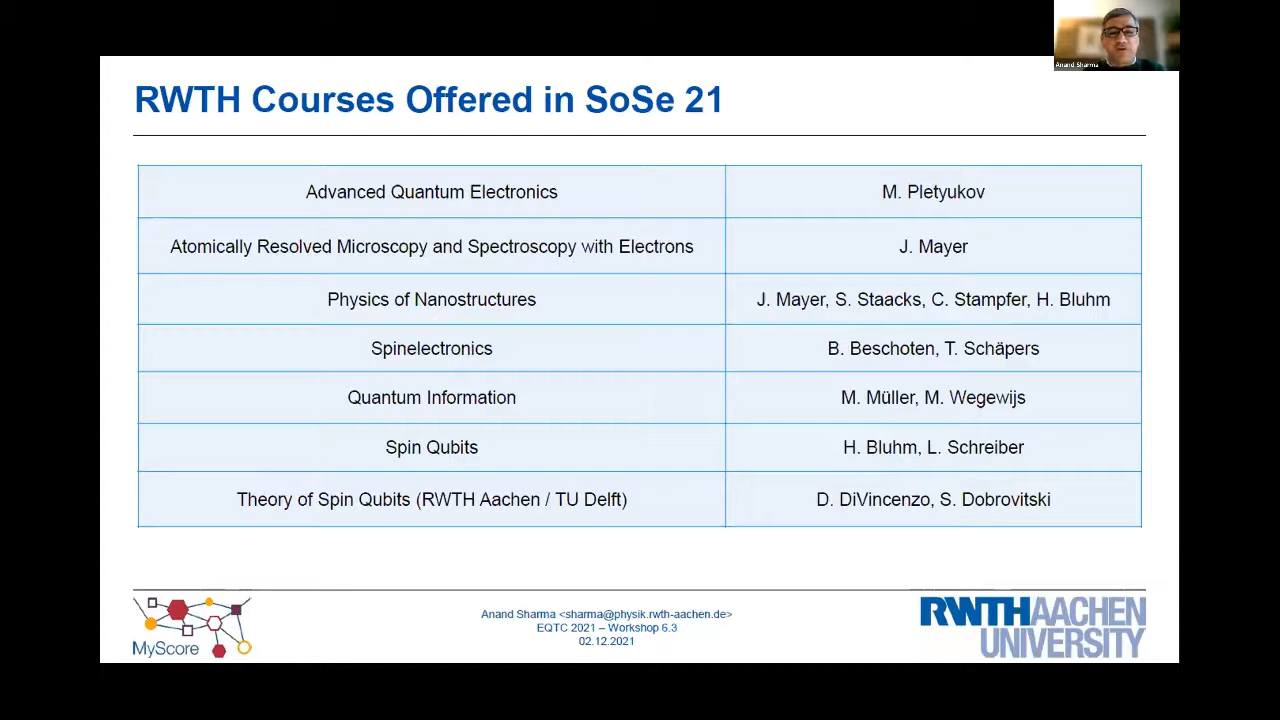 Anand Sharma
RWTH Courses Offered in SoSe 21
Advanced Quantum Electronics
M. Pletyukov
Atomically Resolved Microscopy and Spectroscopy with Electrons
J. Mayer
Physics of Nanostructures
J. Mayer, S. Staacks, C. Stampfer, H. Bluhm
Spinelectronics
B. Beschoten, T. Schäpers
Quantum Information
M. Müller, M. Wegewijs
Spin Qubits
H. Bluhm, L. Schreiber
Theory of Spin Qubits (RWTH Aachen / TU Delft)
D. DiVincenzo, S. Dobrovitski
MyScore
Anand Sharma <sharma@physik.rwth-aachen.de>
EQTC 2021 – Workshop 6.3
02.12.2021
RWTH AACHEN
UNIVERSITY